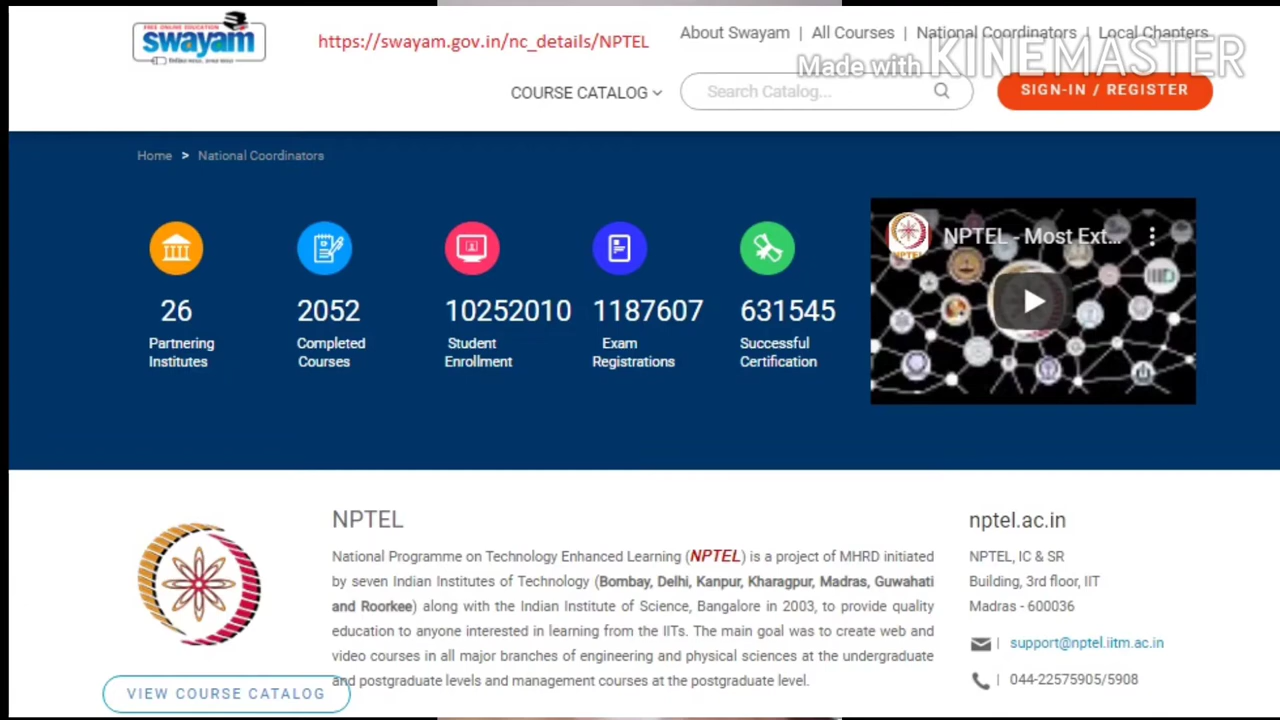 FREE ONLINE EDUCATION
swayam
https://swayam.gov.in/nc_details/NPTEL
About Swayam | All Courses | National Coordinators | Local Chapters
Made with KINEMASTER
COURSE CATALOG
Search Catalog...
SIGN-IN / REGISTER
Home > National Coordinators
26
Partnering
Institutes
2052
Completed
Courses
10252010
Student
Enrollment
1187607
Exam
Registrations
631545
Successful
Certification
NPTEL - Most Ext...
NPTEL
NPTEL
National Programme on Technology Enhanced Learning (NPTEL) is a project of MHRD initiated
by seven Indian Institutes of Technology (Bombay, Delhi, Kanpur, Kharagpur, Madras, Guwahati
and Roorkee) along with the Indian Institute of Science, Bangalore in 2003, to provide quality
education to anyone interested in learning from the IITs. The main goal was to create web and
video courses in all major branches of engineering and physical sciences at the undergraduate
and postgraduate levels and management courses at the postgraduate level.
VIEW COURSE CATALOG
nptel.ac.in
NPTEL, IC & SR
Building, 3rd floor, IIT
Madras - 600036
| support@nptel.iitm.ac.in
| 044-22575905/5908